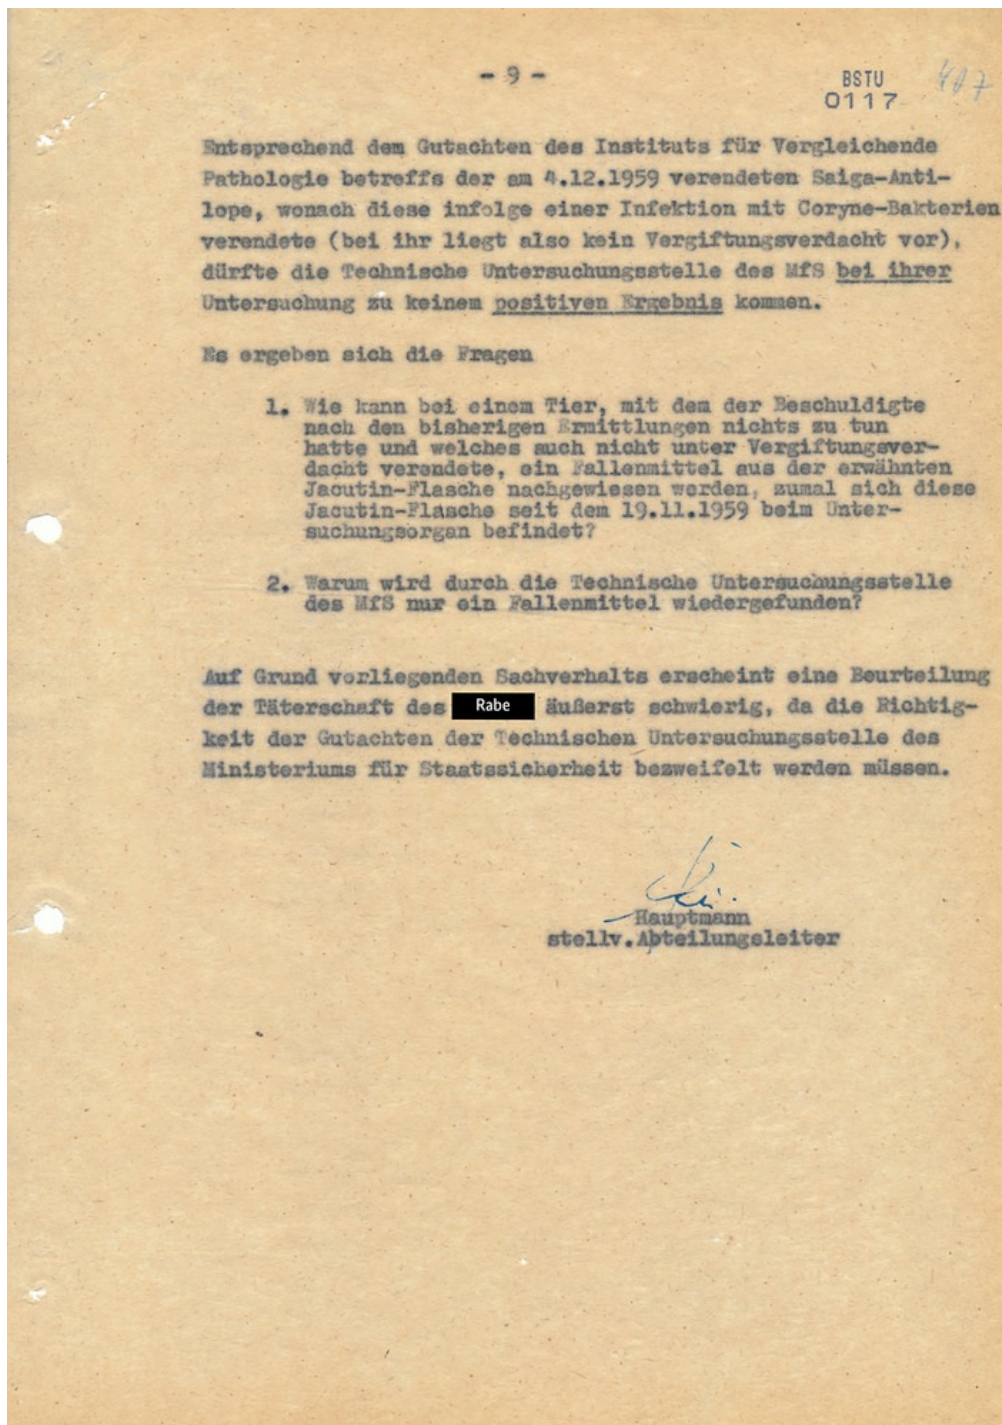 - 9 -
BSTU
0117
Entsprechend dem Gutachten des Instituts für Vergleichende
Pathologie betreffs der am 4.12.1959 verendeten Saiga-Anti-
lope, wonach diese infolge einer Infektion mit Coryne-Bakterien
verendete (bei ihr liegt also kein Vergiftungsverdacht vor),
dürfte die Technische Untersuchungsstelle des MfS bei ihrer
Untersuchung zu keinem positiven Ergebnis kommen.
Es ergeben sich die Fragen
1. Wie kann bei einem Tier, mit dem der Beschuldigte
nach den bisherigen Ermittlungen nichts zu tun
hatte und welches auch nicht unter Vergiftungsver-
dacht verendete, ein Fallenmittel aus der erwähnten
Jacutin-Flasche nachgewiesen werden, zumal sich diese
Jacutin-Flasche seit dem 19.11.1959 beim Unter-
suchungsorgan befindet?
2. Warum wird durch die Technische Untersuchungsstelle
des MfS nur ein Fallenmittel wiedergefunden?
Auf Grund vorliegenden Sachverhalts erscheint eine Beurteilung
der Täterschaft des Rabe äußerst schwierig, da die Richtig-
keit der Gutachten der Technischen Untersuchungsstelle des
Ministeriums für Staatssicherheit bezweifelt werden müssen.
Hauptmann
stellv.Abteilungsleiter